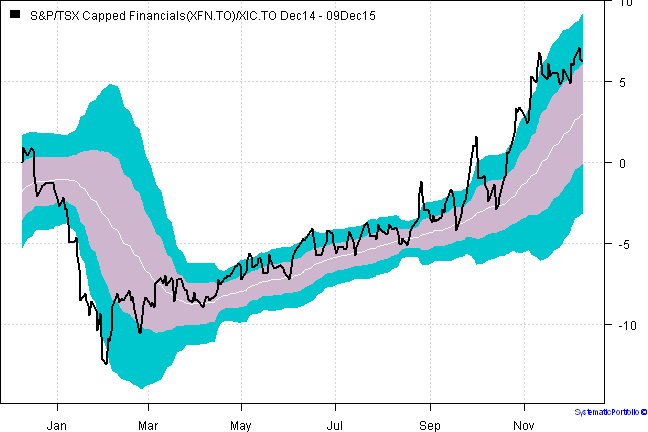 S&P/TSX Capped Financials(XFN.TO)/XIC.TO Dec14 - 09Dec15
10
5
0
-5
-10
Jan Mar May Jul Sep Nov
SystematicPortfolio ©